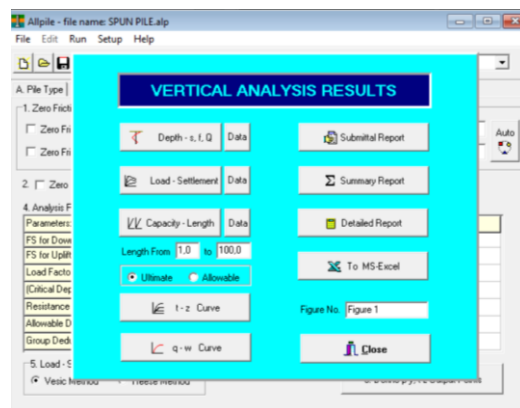 Allpile - file name: SPUN PILE.alp
File Edit Run Setup Help
A. Pile Type
1. Zero Fricti
Zero Fri
Zero Fri
Auto
2. Zero
4. Analysis F
Parameters:
FS for Dow
FS for Uplift
Load Facto
(Critical Dep
Resistance
Allowable D
Group Dedu
5. Load - S
Vesic Method
VERTICAL ANALYSIS RESULTS
Depth - s, f, Q Data
Load - Settlement Data
Capacity - Length Data
Length From 1,0 to 100,0
Ultimate Allowable
t - z Curve
q - w Curve
Submittal Report
Σ Summary Report
Detailed Report
To MS-Excel
Figure No. Figure 1
Close